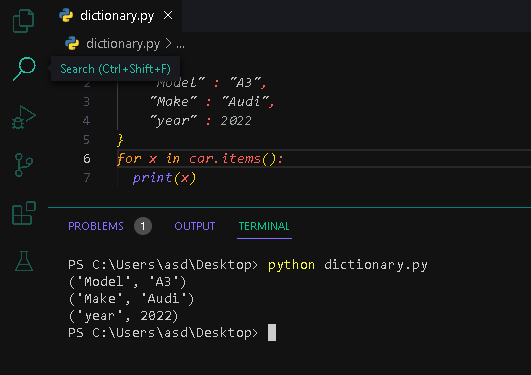 dictionary.py
dictionary.py > ...
Search (Ctrl+Shift+F)
2 "Model" : "A3",
3 "Make" : "Audi",
4 "year" : 2022
5 }
6 for x in car.items():
7 print(x)
PROBLEMS 1 OUTPUT TERMINAL
PS C:\Users\asd\Desktop> python dictionary.py
('Model', 'A3')
('Make', 'Audi')
('year', 2022)
PS C:\Users\asd\Desktop>